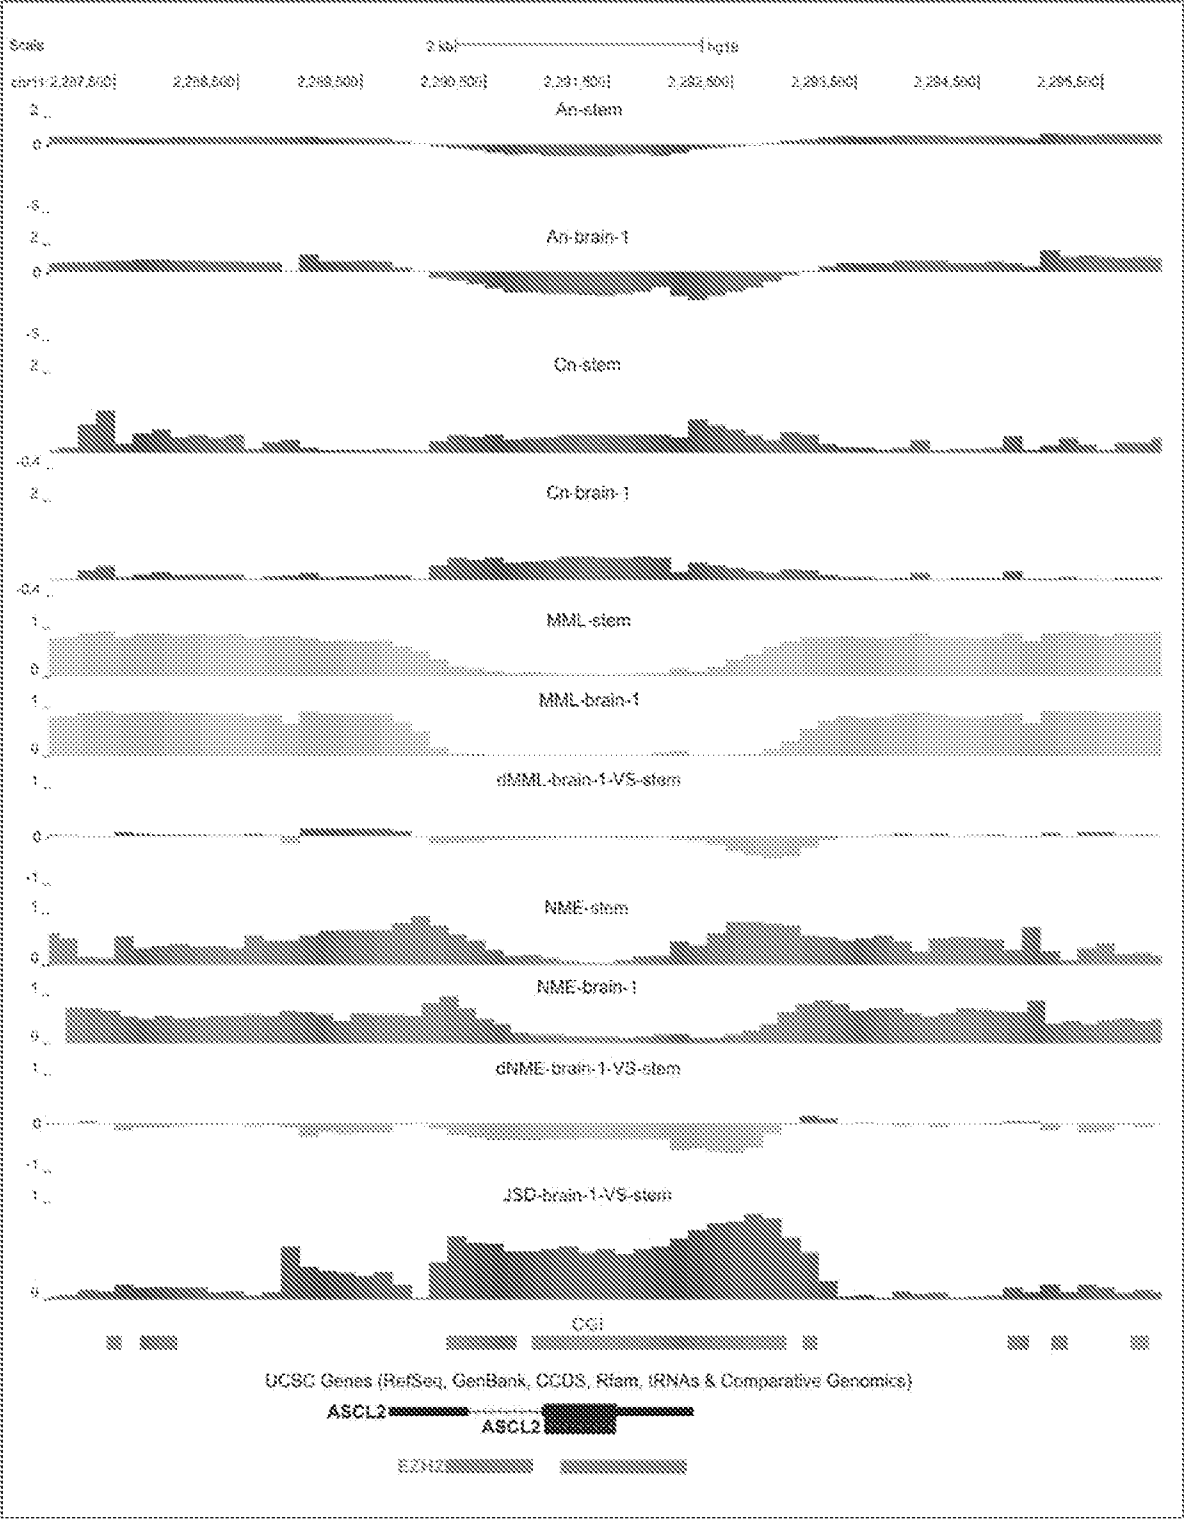 Scale 2 kb hg19
chr11: 2,287,500 2,288,500 2,289,500 2,290,500 2,291,500 2,292,500 2,293,500 2,294,500 2,295,500
An-stem
2
0
An-brain-1
2
0
Cn-stem
2
-0.4
Cn-brain-1
2
-0.4
MML-stem
1
0
MML-brain-1
1
0
dMML-brain-1-VS-stem
1
0
-1
NME-stem
1
0
NME-brain-1
1
0
dNME-brain-1-VS-stem
1
0
-1
JSD-brain-1-VS-stem
1
0
CGI
UCSC Genes (RefSeq, GenBank, CCDS, Rfam, tRNAs & Comparative Genomics)
ASCL2
ASCL2
EZH2